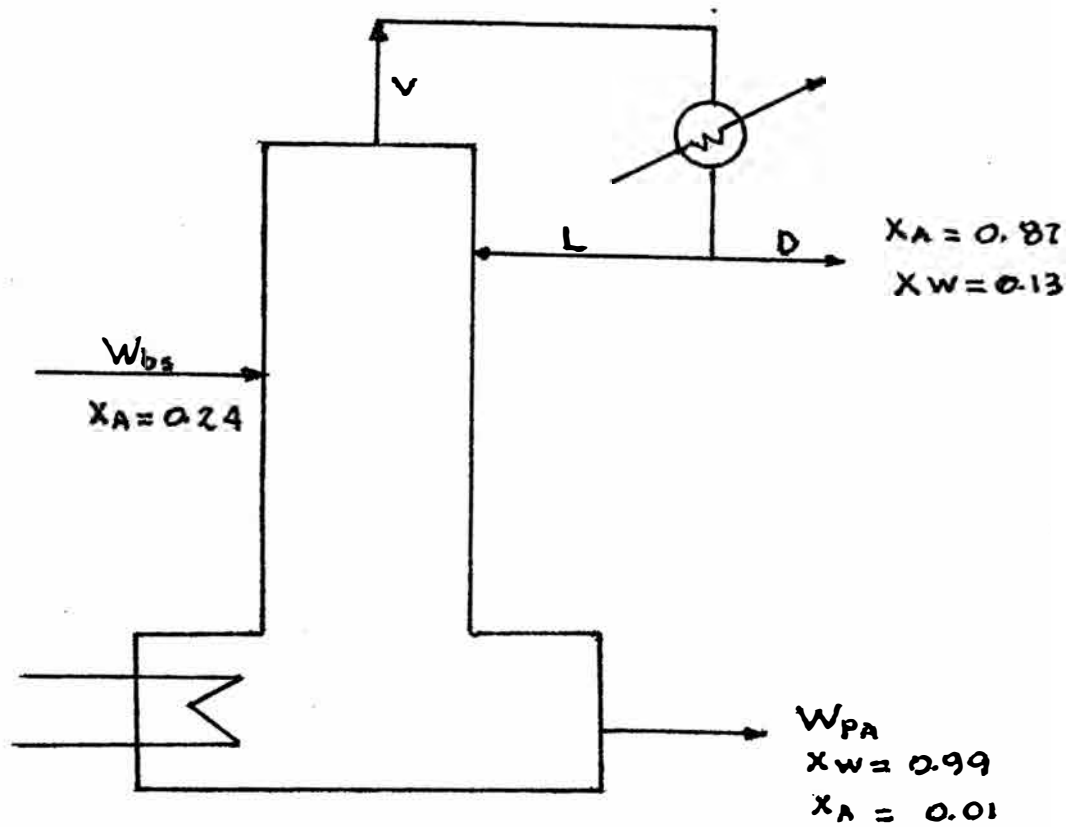 V
L
D
XA = 0.87
XW = 0.13
Wbs
XA = 0.24
WPA
XW = 0.99
XA = 0.01